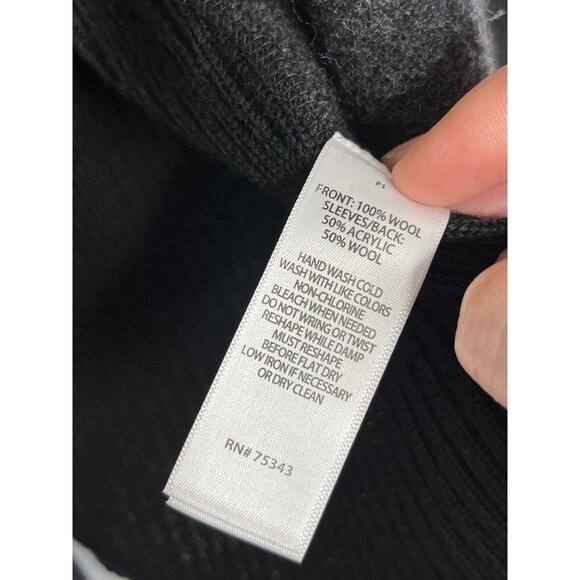 P1
FRONT: 100% WOOL
SLEEVES/BACK:
50% ACRYLIC
50% WOOL
HAND WASH COLD
WASH WITH LIKE COLORS
NON-CHLORINE
BLEACH WHEN NEEDED
DO NOT WRING OR TWIST
RESHAPE WHILE DAMP
MUST RESHAPE
BEFORE FLAT DRY
LOW IRON IF NECESSARY
OR DRY CLEAN
RN# 75343